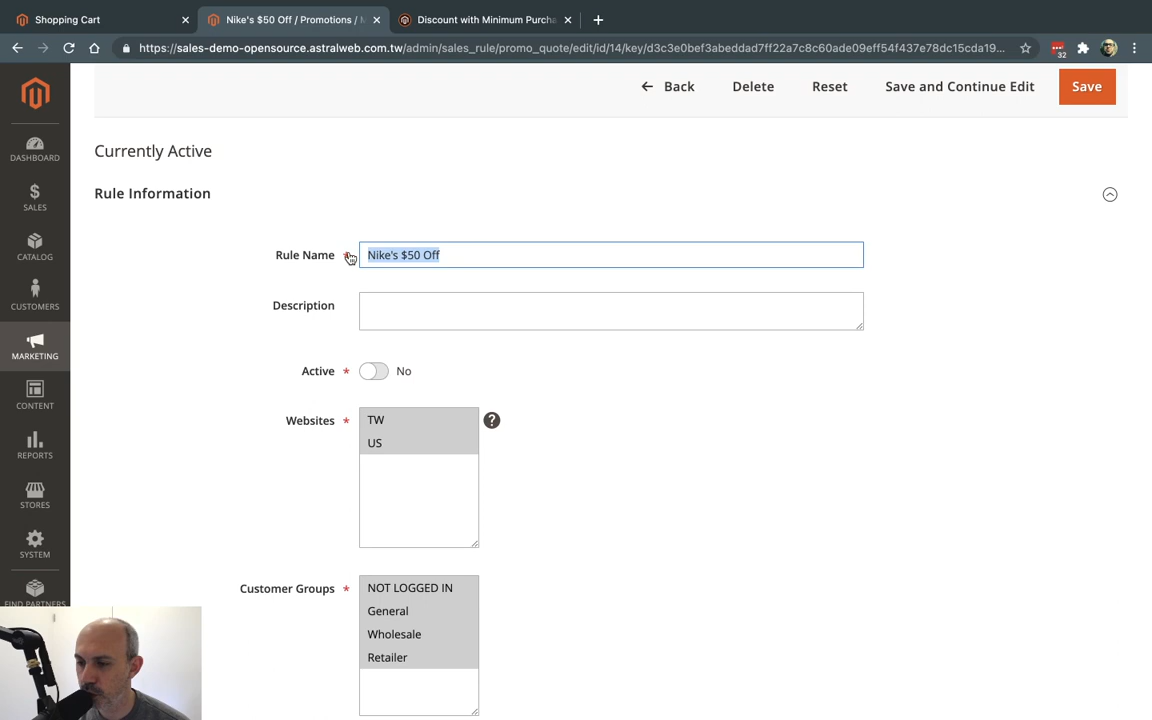 Shopping Cart
Nike's $50 Off / Promotions / M
Discount with Minimum Purcha
https://sales-demo-opensource.astralweb.com.tw/admin/sales_rule/promo_quote/edit/id/14/key/d3c3e0bef3abeddad7ff22a7c8c60ade09eff54f437e78dc15cda19...
32
Back
Delete
Reset
Save and Continue Edit
Save
DASHBOARD
SALES
CATALOG
CUSTOMERS
MARKETING
CONTENT
REPORTS
STORES
SYSTEM
FIND PARTNERS
Currently Active
Rule Information
Rule Name *
Nike's $50 Off
Description
Active * No
Websites *
TW
US
Customer Groups *
NOT LOGGED IN
General
Wholesale
Retailer